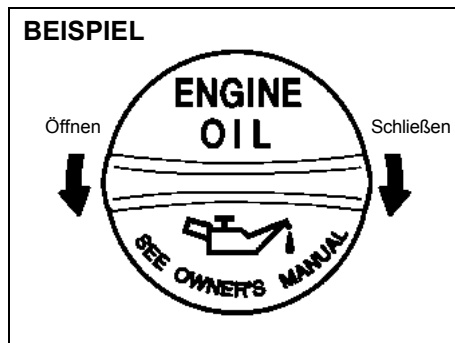 BEISPIEL
ENGINE
OIL
Öffnen
Schließen
SEE OWNER'S MANUAL